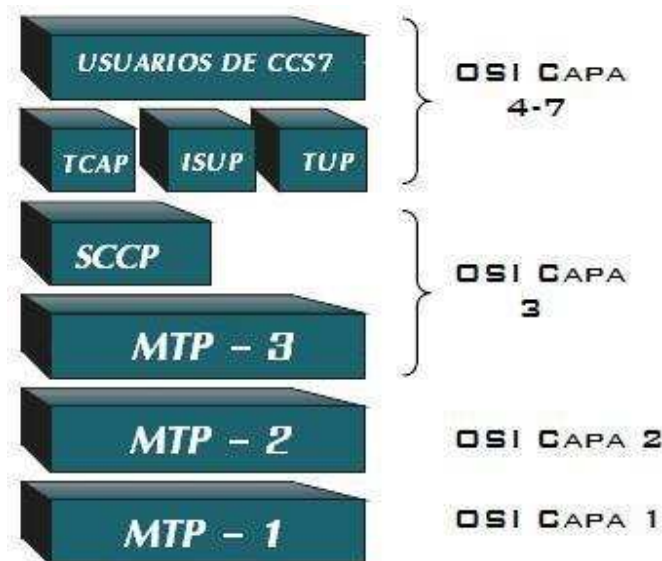 USUARIOS DE CCS7
OSI CAPA
4-7
TCAP
ISUP
TUP
SCCP
OSI CAPA
3
MTP - 3
MTP - 2
OSI CAPA 2
MTP - 1
OSI CAPA 1